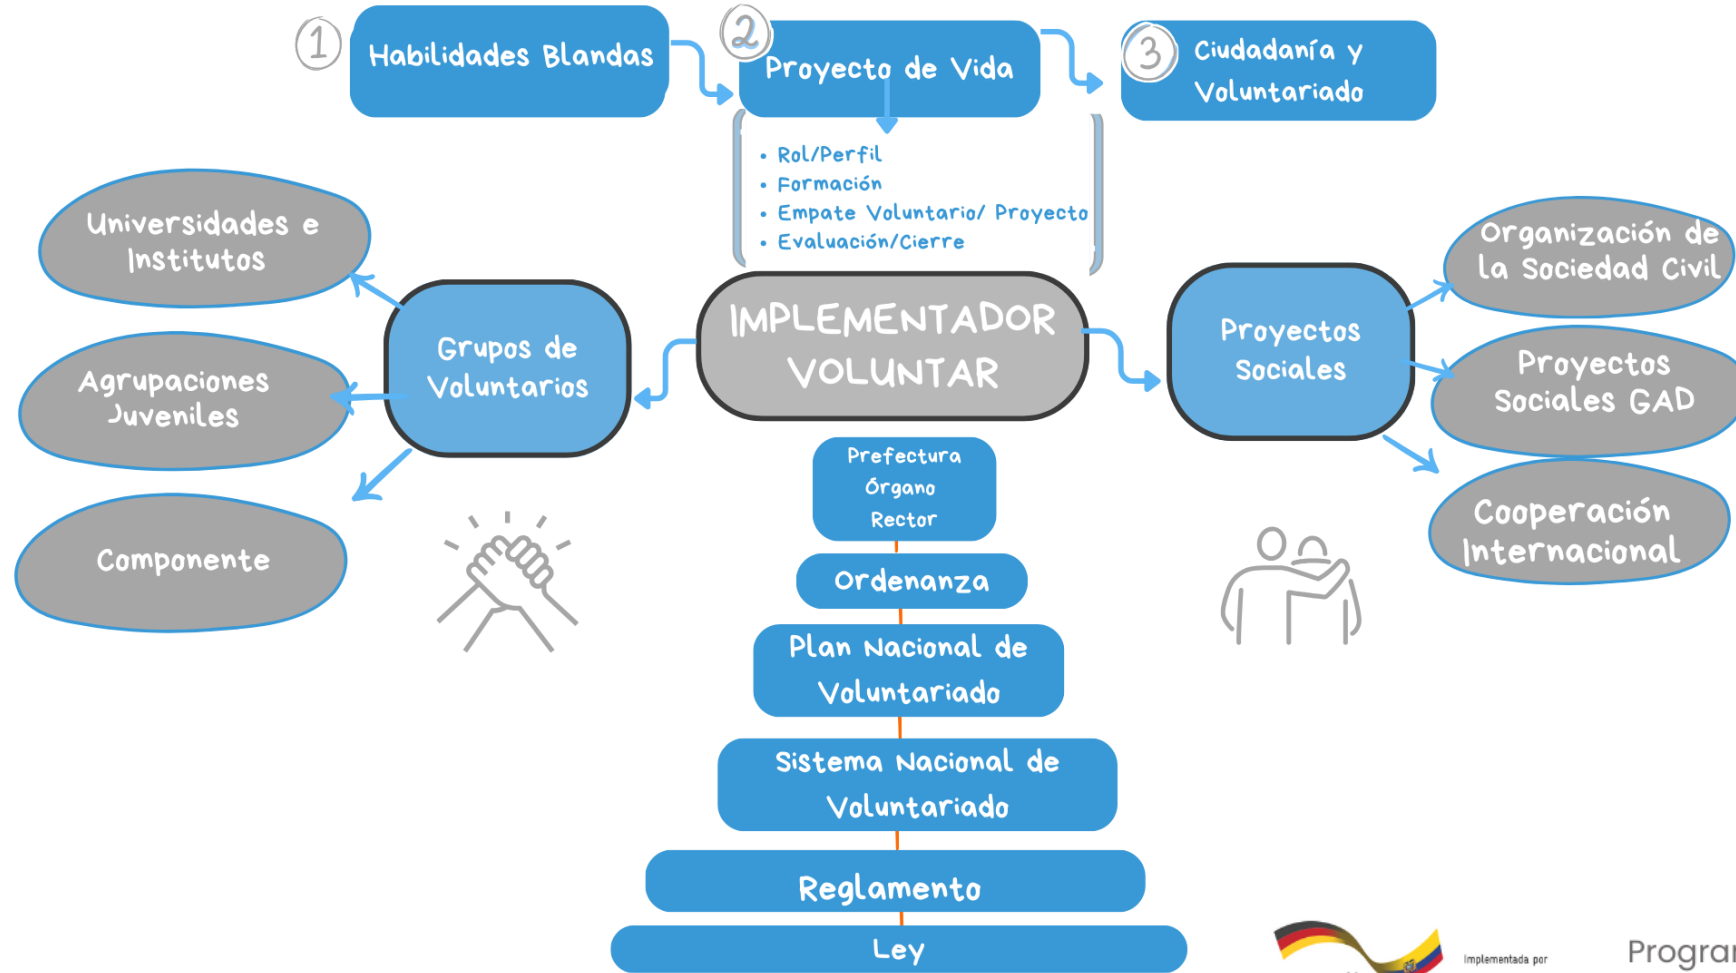 1
Habilidades Blandas
2
Proyecto de Vida
3
Ciudadanía y
Voluntariado
• Rol/Perfil
• Formación
• Empate Voluntario/ Proyecto
• Evaluación/Cierre
Universidades e
Institutos
Agrupaciones
Juveniles
Componente
Grupos de
Voluntarios
IMPLEMENTADOR
VOLUNTAR
Proyectos
Sociales
Organización de
la Sociedad Civil
Proyectos
Sociales GAD
Cooperación
Internacional
Prefectura
Órgano
Rector
Ordenanza
Plan Nacional de
Voluntariado
Sistema Nacional de
Voluntariado
Reglamento
Ley
Implementada por